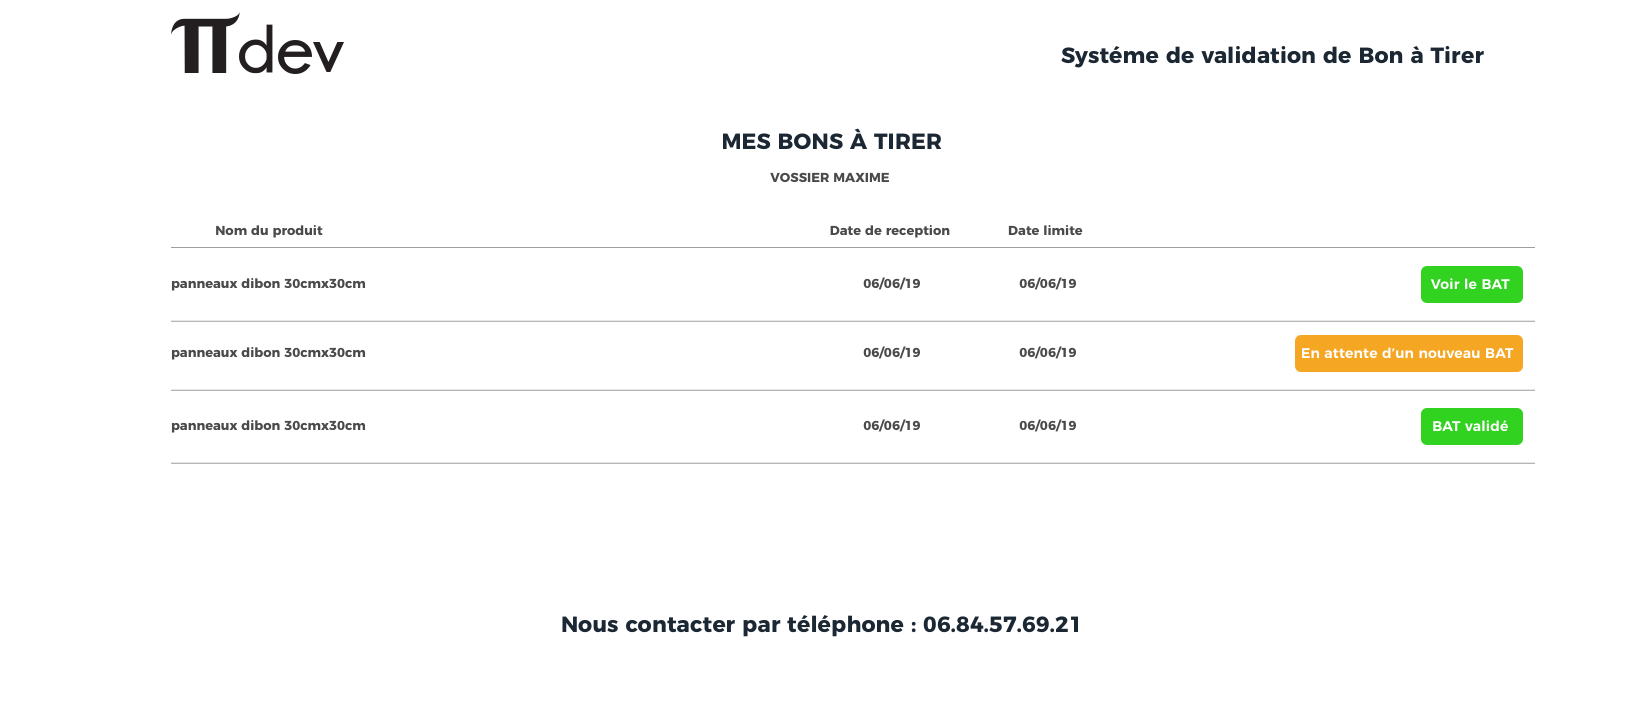 πdev
Systéme de validation de Bon à Tirer
MES BONS À TIRER
VOSSIER MAXIME
Nom du produit Date de reception Date limite
panneaux dibon 30cmx30cm 06/06/19 06/06/19 Voir le BAT
panneaux dibon 30cmx30cm 06/06/19 06/06/19 En attente d'un nouveau BAT
panneaux dibon 30cmx30cm 06/06/19 06/06/19 BAT validé
Nous contacter par téléphone : 06.84.57.69.21